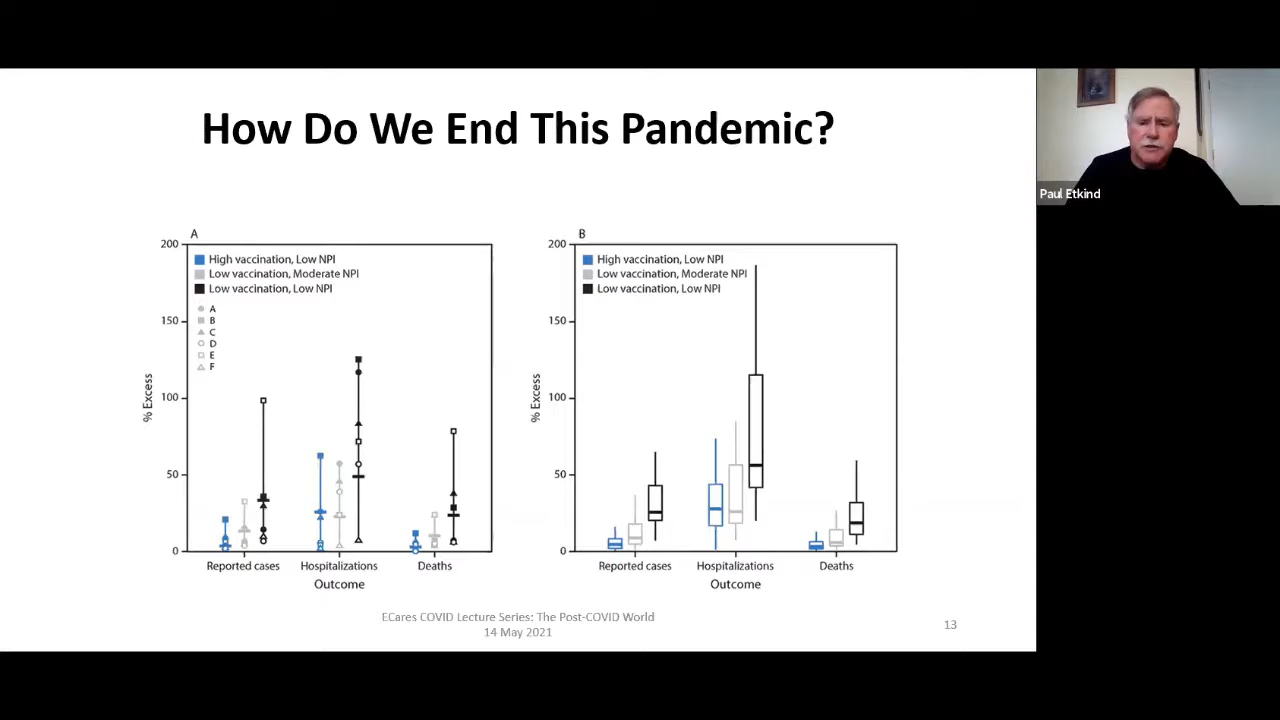 How Do We End This Pandemic?
A
200
150
100
50
0
% Excess
High vaccination, Low NPI
Low vaccination, Moderate NPI
Low vaccination, Low NPI
A
B
C
D
E
F
Reported cases
Hospitalizations
Deaths
Outcome
B
200
150
100
50
0
% Excess
High vaccination, Low NPI
Low vaccination, Moderate NPI
Low vaccination, Low NPI
Reported cases
Hospitalizations
Deaths
Outcome
ECares COVID Lecture Series: The Post-COVID World
14 May 2021
13
Paul Etkind